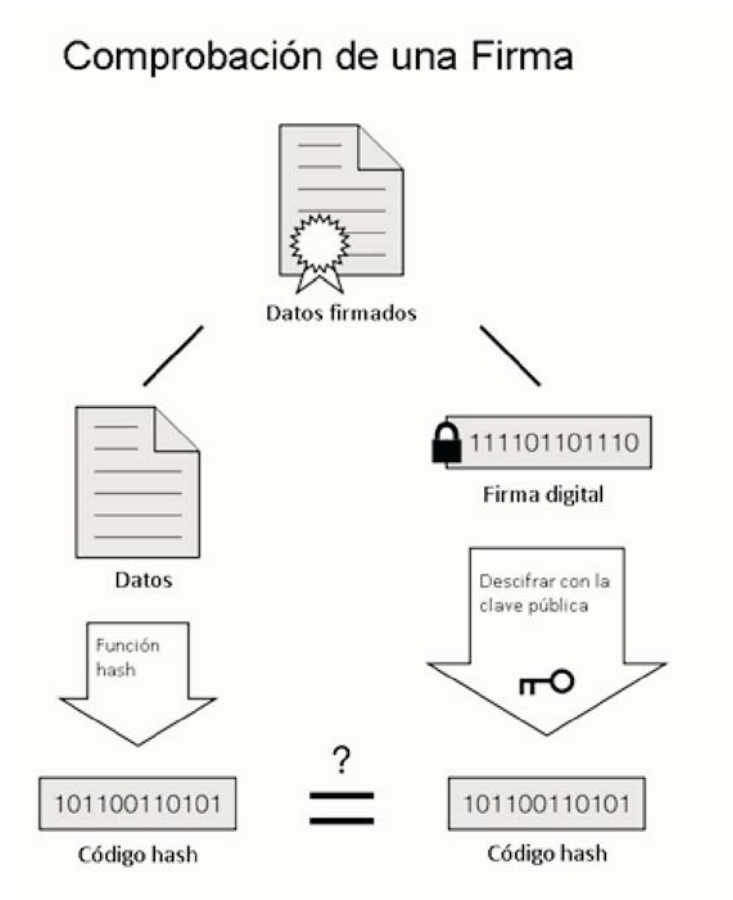 Comprobación de una Firma
Datos firmados
111101101110
Firma digital
Datos
Descifrar con la
clave pública
Función
hash
?
101100110101
101100110101
Código hash
Código hash